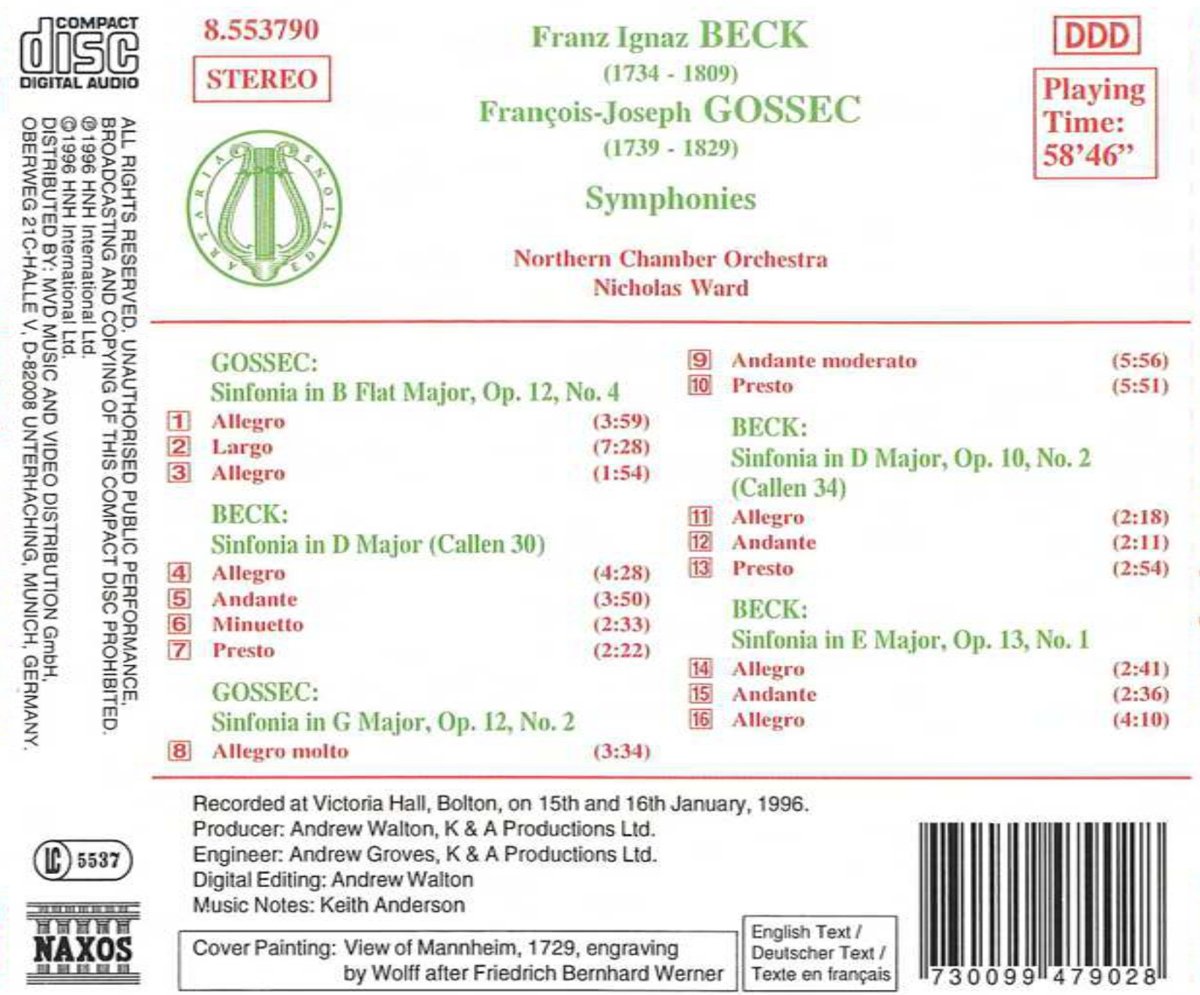 COMPACT
disc
DIGITAL AUDIO
8.553790
STEREO
ARTARIA EDITIONS
Franz Ignaz BECK
(1734 - 1809)
François-Joseph GOSSEC
(1739 - 1829)
Symphonies
Northern Chamber Orchestra
Nicholas Ward
DDD
Playing
Time:
58'46"
ALL RIGHTS RESERVED. UNAUTHORISED PUBLIC PERFORMANCE,
BROADCASTING AND COPYING OF THIS COMPACT DISC PROHIBITED.
℗ 1996 HNH International Ltd.
© 1996 HNH International Ltd.
DISTRIBUTED BY: MVD MUSIC AND VIDEO DISTRIBUTION GmbH,
OBERWEG 21C-HALLE V, D-82008 UNTERHACHING, MUNICH, GERMANY.
GOSSEC:
Sinfonia in B Flat Major, Op. 12, No. 4
1 Allegro (3:59)
2 Largo (7:28)
3 Allegro (1:54)
BECK:
Sinfonia in D Major (Callen 30)
4 Allegro (4:28)
5 Andante (3:50)
6 Minuetto (2:33)
7 Presto (2:22)
GOSSEC:
Sinfonia in G Major, Op. 12, No. 2
8 Allegro molto (3:34)
9 Andante moderato (5:56)
10 Presto (5:51)
BECK:
Sinfonia in D Major, Op. 10, No. 2
(Callen 34)
11 Allegro (2:18)
12 Andante (2:11)
13 Presto (2:54)
BECK:
Sinfonia in E Major, Op. 13, No. 1
14 Allegro (2:41)
15 Andante (2:36)
16 Allegro (4:10)
Recorded at Victoria Hall, Bolton, on 15th and 16th January, 1996.
Producer: Andrew Walton, K & A Productions Ltd.
Engineer: Andrew Groves, K & A Productions Ltd.
Digital Editing: Andrew Walton
Music Notes: Keith Anderson
Cover Painting: View of Mannheim, 1729, engraving
by Wolff after Friedrich Bernhard Werner
English Text /
Deutscher Text /
Texte en français
LC 5537
NAXOS
7 30099 47902 8